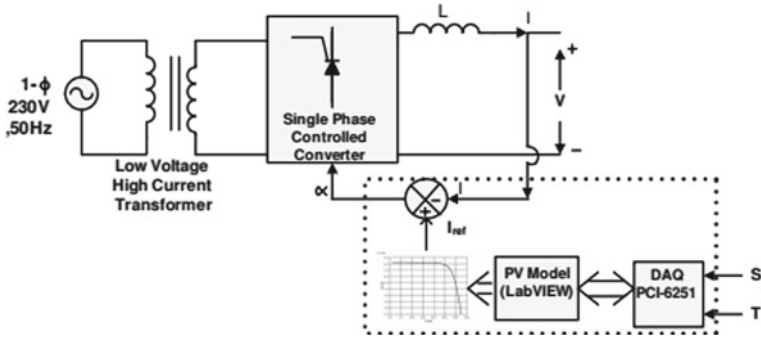 L
I
1-ϕ
230V
,50Hz
+
V
−
Single Phase
Controlled
Converter
Low Voltage
High Current
Transformer
∝
−
+
I
Iref
PV Model
(LabVIEW)
DAQ
PCI-6251
S
T